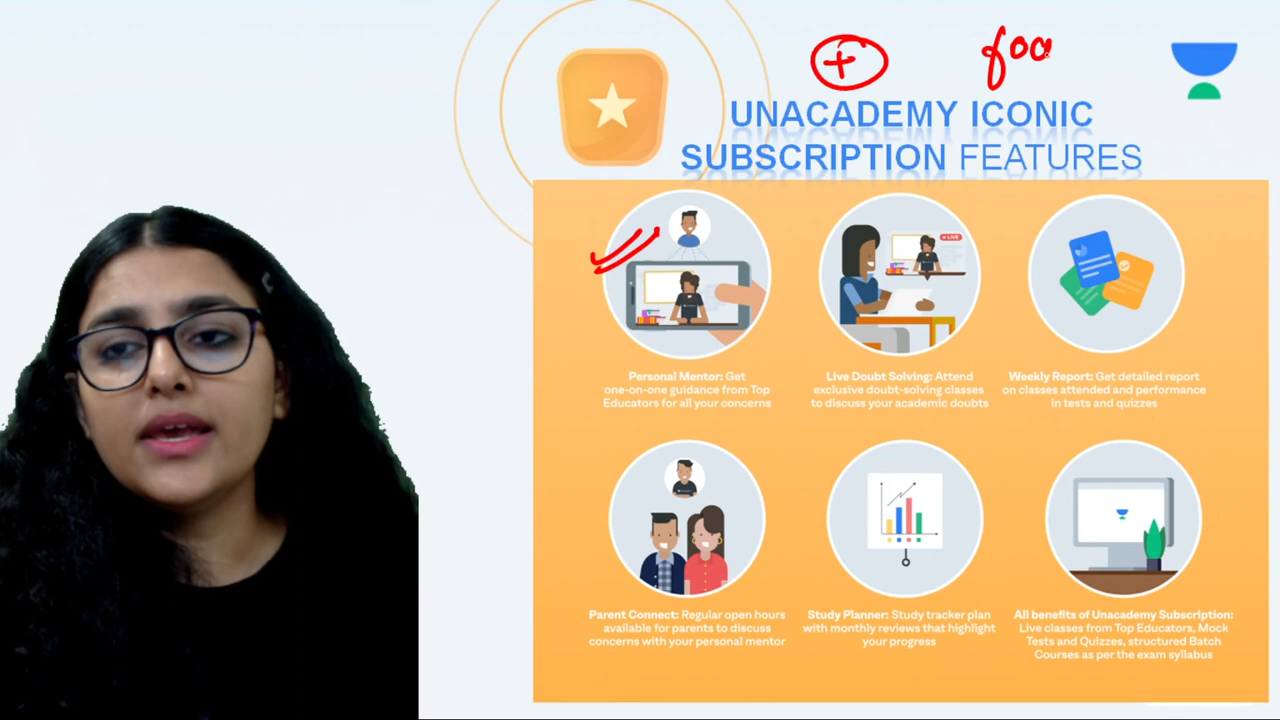 +
foc
UNACADEMY ICONIC
SUBSCRIPTION FEATURES
LIVE
Personal Mentor: Get
one-on-one guidance from Top
Educators for all your concerns
Live Doubt Solving: Attend
exclusive doubt-solving classes
to discuss your academic doubts
Weekly Report: Get detailed report
on classes attended and performance
in tests and quizzes
Parent Connect: Regular open hours
available for parents to discuss
concerns with your personal mentor
Study Planner: Study tracker plan
with monthly reviews that highlight
your progress
All benefits of Unacademy Subscription:
Live classes from Top Educators, Mock
Tests and Quizzes, structured Batch
Courses as per the exam syllabus